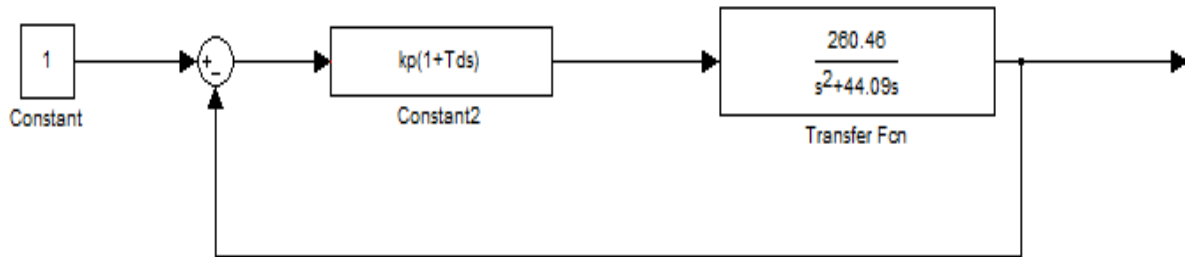 1
Constant
+
−
kp(1+Tds)
Constant2
260.46
s²+44.09s
Transfer Fcn